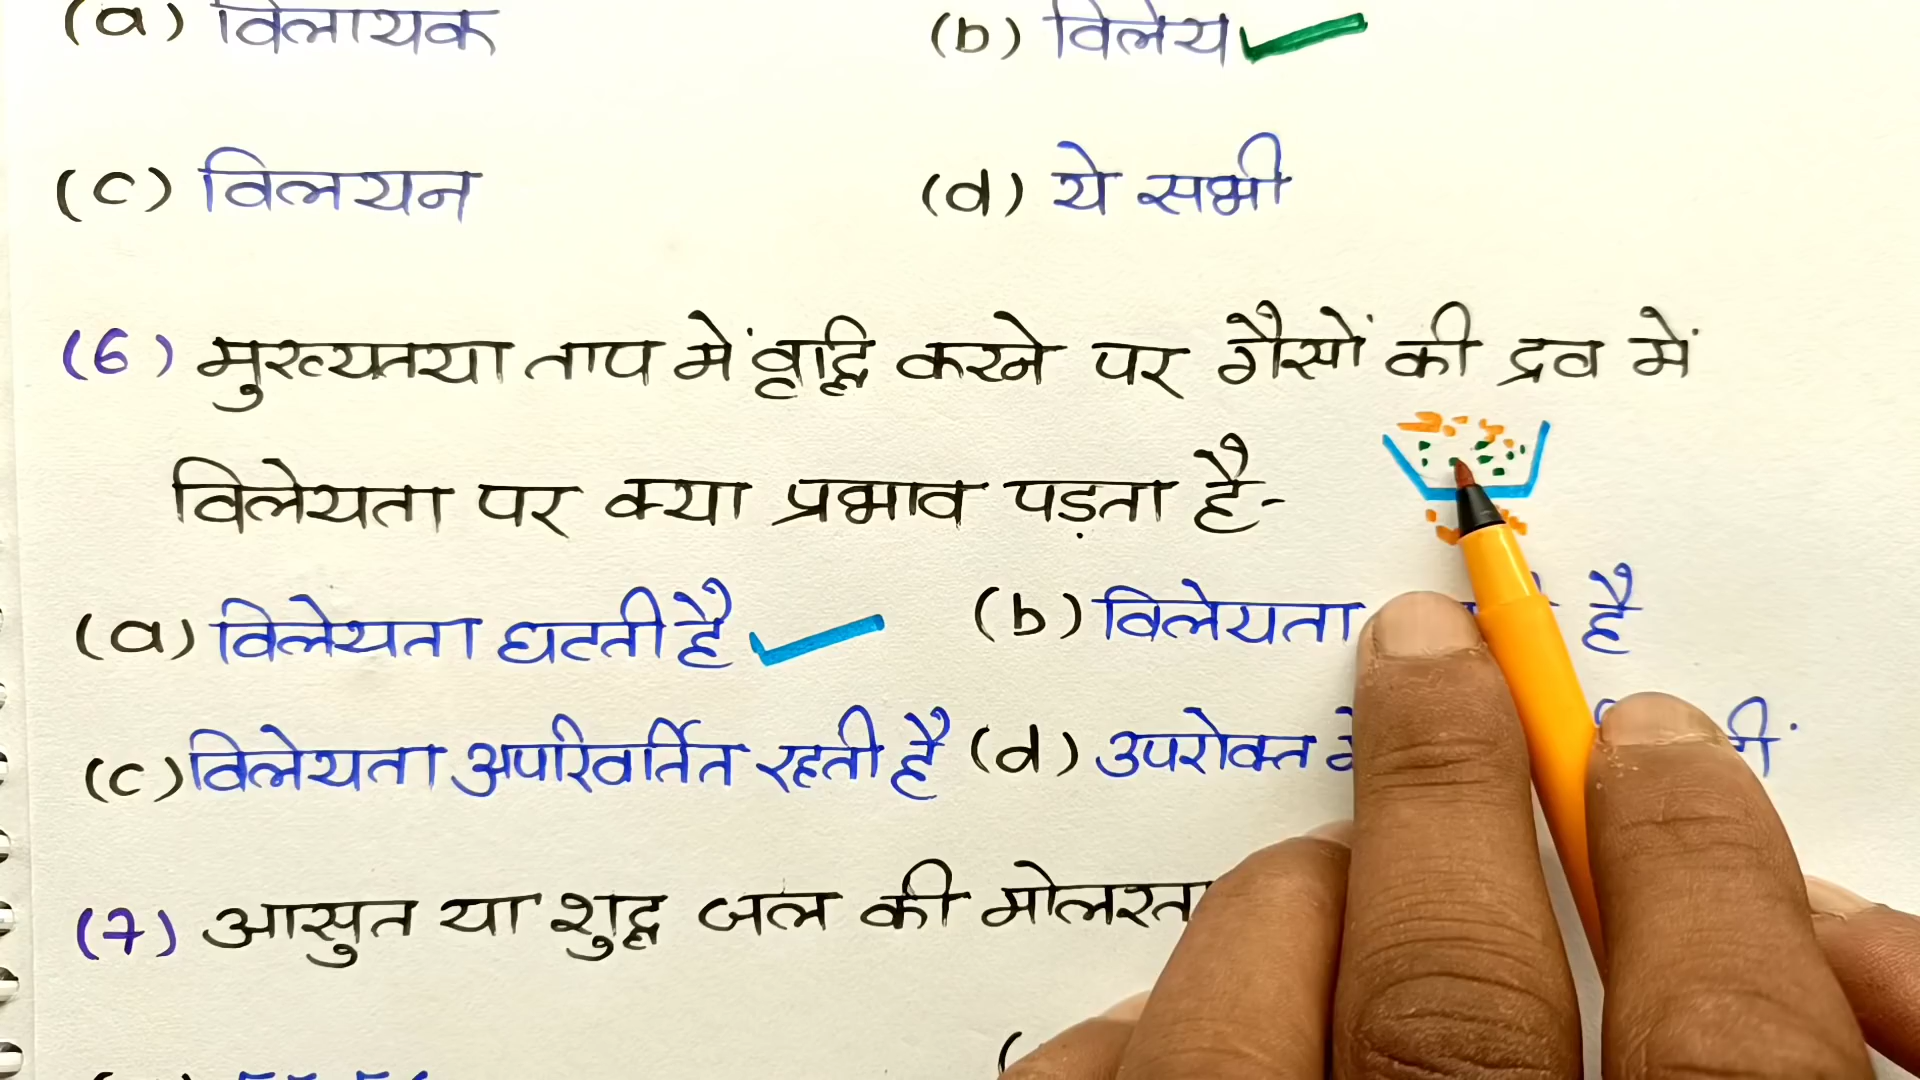 (a) विलायक (b) विलेय
(c) विलयन (d) ये सभी
(6) मुख्यतया ताप में वृद्धि करने पर गैसों की द्रव में
विलेयता पर क्या प्रभाव पड़ता है-
(a) विलेयता घटती है (b) विलेयता है
(c) विलेयता अपरिवर्तित रहती है (d) उपरोक्त
(7) आसुत या शुद्ध जल की